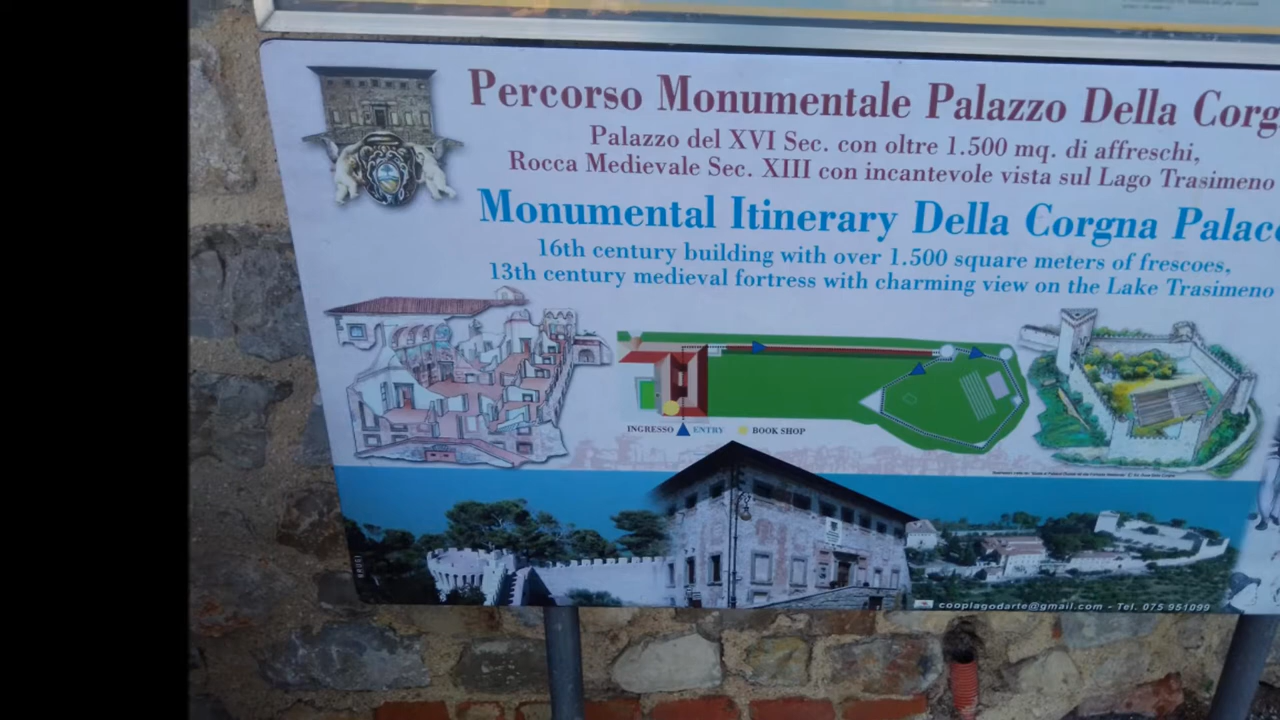 Percorso Monumentale Palazzo Della Corg
Palazzo del XVI Sec. con oltre 1.500 mq. di affreschi,
Rocca Medievale Sec. XIII con incantevole vista sul Lago Trasimeno
Monumental Itinerary Della Corgna Palace
16th century building with over 1.500 square meters of frescoes,
13th century medieval fortress with charming view on the Lake Trasimeno
INGRESSO ENTRY BOOK SHOP
cooplagodarte@gmail.com - Tel. 075 951099